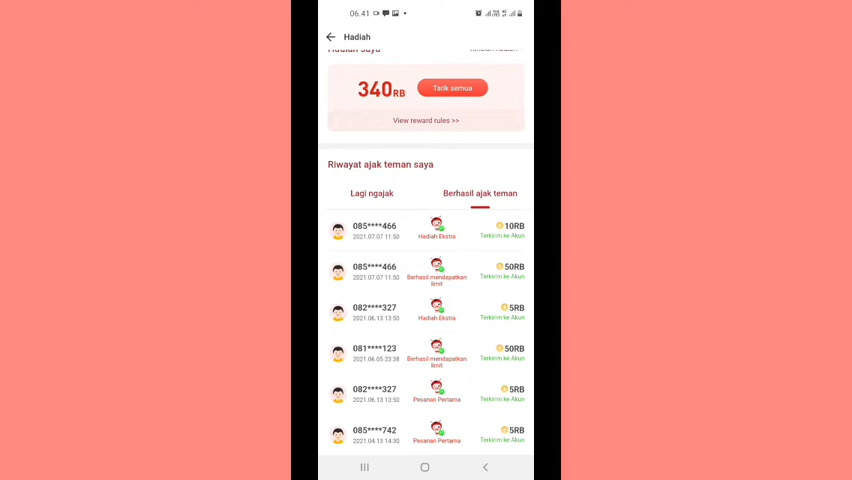 06.41
Hadiah
340RB
Tarik semua
View reward rules >>
Riwayat ajak teman saya
Lagi ngajak
Berhasil ajak teman
085****466
2021.07.07 11:50
Hadiah Ekstra
10RB
Terkirim ke Akun
085****466
2021.07.07 11:50
Berhasil mendapatkan
limit
50RB
Terkirim ke Akun
082****327
2021.06.13 13:50
Hadiah Ekstra
5RB
Terkirim ke Akun
081****123
2021.06.05 23:38
Berhasil mendapatkan
limit
50RB
Terkirim ke Akun
082****327
2021.06.13 13:50
Pesanan Pertama
5RB
Terkirim ke Akun
085****742
2021.04.13 14:30
Pesanan Pertama
5RB
Terkirim ke Akun